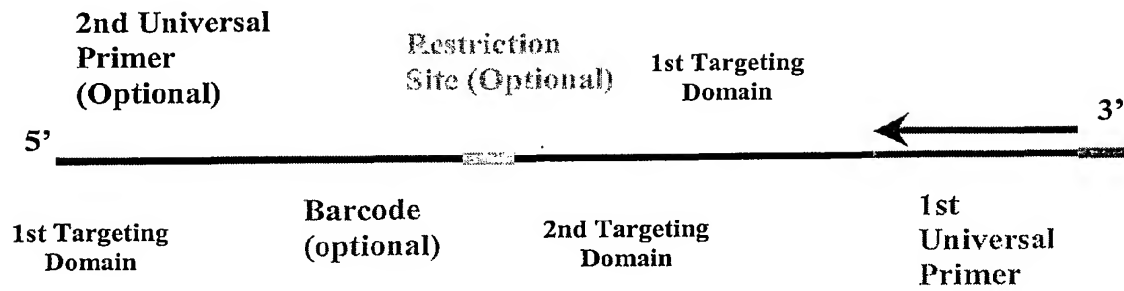 2nd Universal
Primer
(Optional)
Restriction
Site (Optional)
1st Targeting
Domain
3'
5'
1st Targeting
Domain
Barcode
(optional)
2nd Targeting
Domain
1st
Universal
Primer